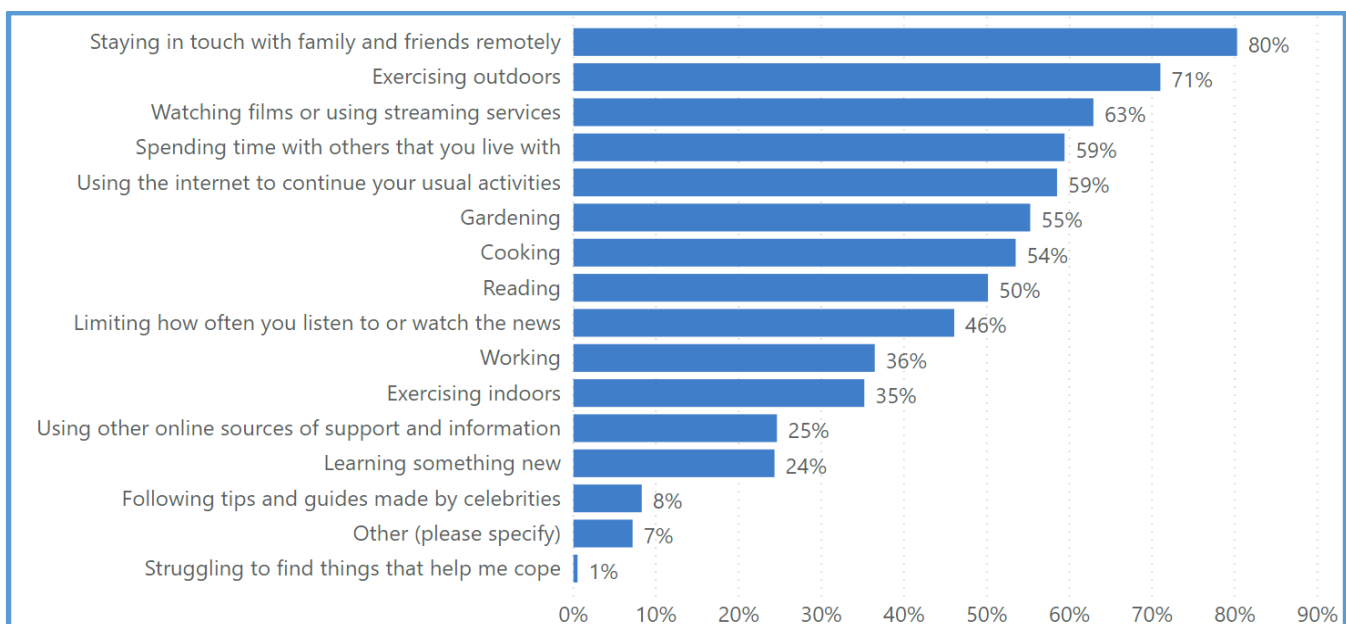 Staying in touch with family and friends remotely 80%
Exercising outdoors 71%
Watching films or using streaming services 63%
Spending time with others that you live with 59%
Using the internet to continue your usual activities 59%
Gardening 55%
Cooking 54%
Reading 50%
Limiting how often you listen to or watch the news 46%
Working 36%
Exercising indoors 35%
Using other online sources of support and information 25%
Learning something new 24%
Following tips and guides made by celebrities 8%
Other (please specify) 7%
Struggling to find things that help me cope 1%
0% 10% 20% 30% 40% 50% 60% 70% 80% 90%